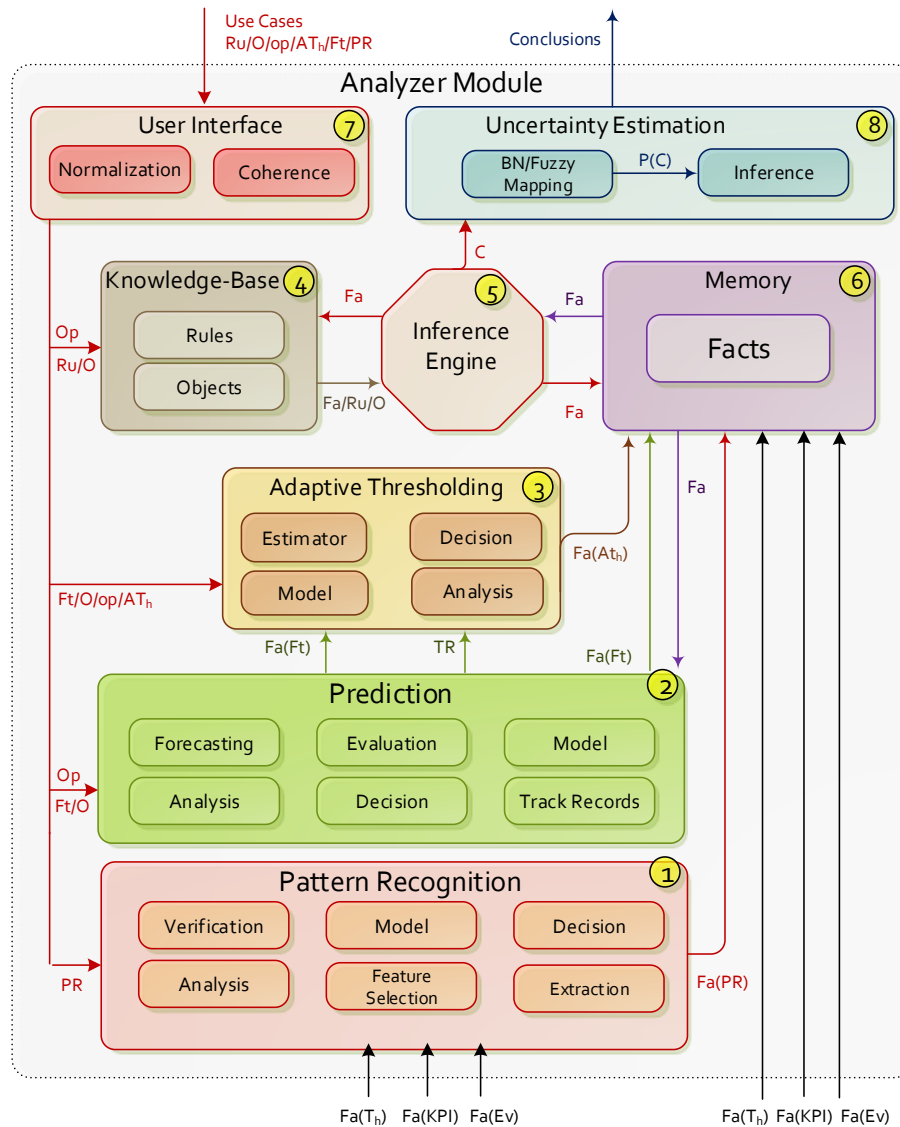 Use Cases
Ru/O/op/ATh/Ft/PR
Conclusions
Analyzer Module
User Interface
7
Normalization
Coherence
Uncertainty Estimation
8
BN/Fuzzy
Mapping
P(C)
Inference
C
Knowledge-Base
4
Rules
Objects
Op
Ru/O
Fa
Fa/Ru/O
5
Inference
Engine
Fa
Fa
Memory
6
Facts
Adaptive Thresholding
3
Estimator
Decision
Model
Analysis
Ft/O/op/ATh
Fa(Ath)
Fa
Fa(Ft)
TR
Fa(Ft)
Prediction
2
Forecasting
Evaluation
Model
Analysis
Decision
Track Records
Op
Ft/O
Pattern Recognition
1
Verification
Model
Decision
Analysis
Feature
Selection
Extraction
PR
Fa(PR)
Fa(Th)
Fa(KPI)
Fa(Ev)
Fa(Th)
Fa(KPI)
Fa(Ev)